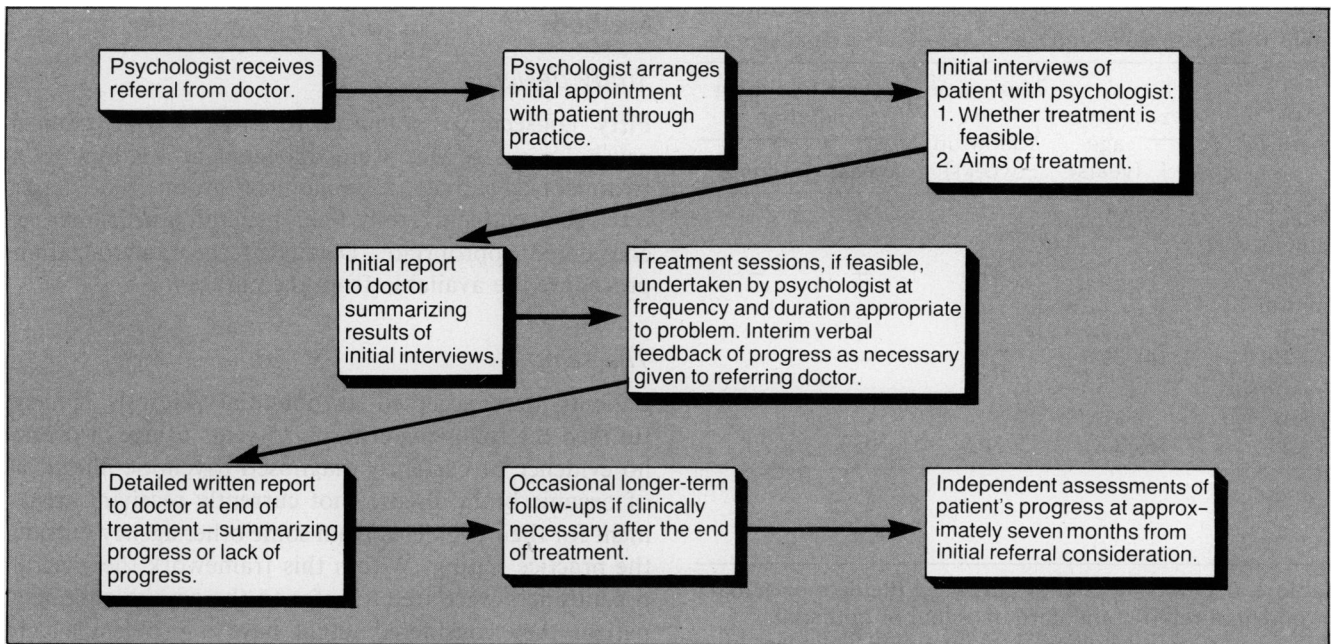 Psychologist receives
referral from doctor.
Psychologist arranges
initial appointment
with patient through
practice.
Initial interviews of
patient with psychologist:
1. Whether treatment is
feasible.
2. Aims of treatment.
Initial report
to doctor
summarizing
results of
initial interviews.
Treatment sessions, if feasible,
undertaken by psychologist at
frequency and duration appropriate
to problem. Interim verbal
feedback of progress as necessary
given to referring doctor.
Detailed written report
to doctor at end of
treatment – summarizing
progress or lack of
progress.
Occasional longer-term
follow-ups if clinically
necessary after the end
of treatment.
Independent assessments of
patient's progress at approx-
imately seven months from
initial referral consideration.